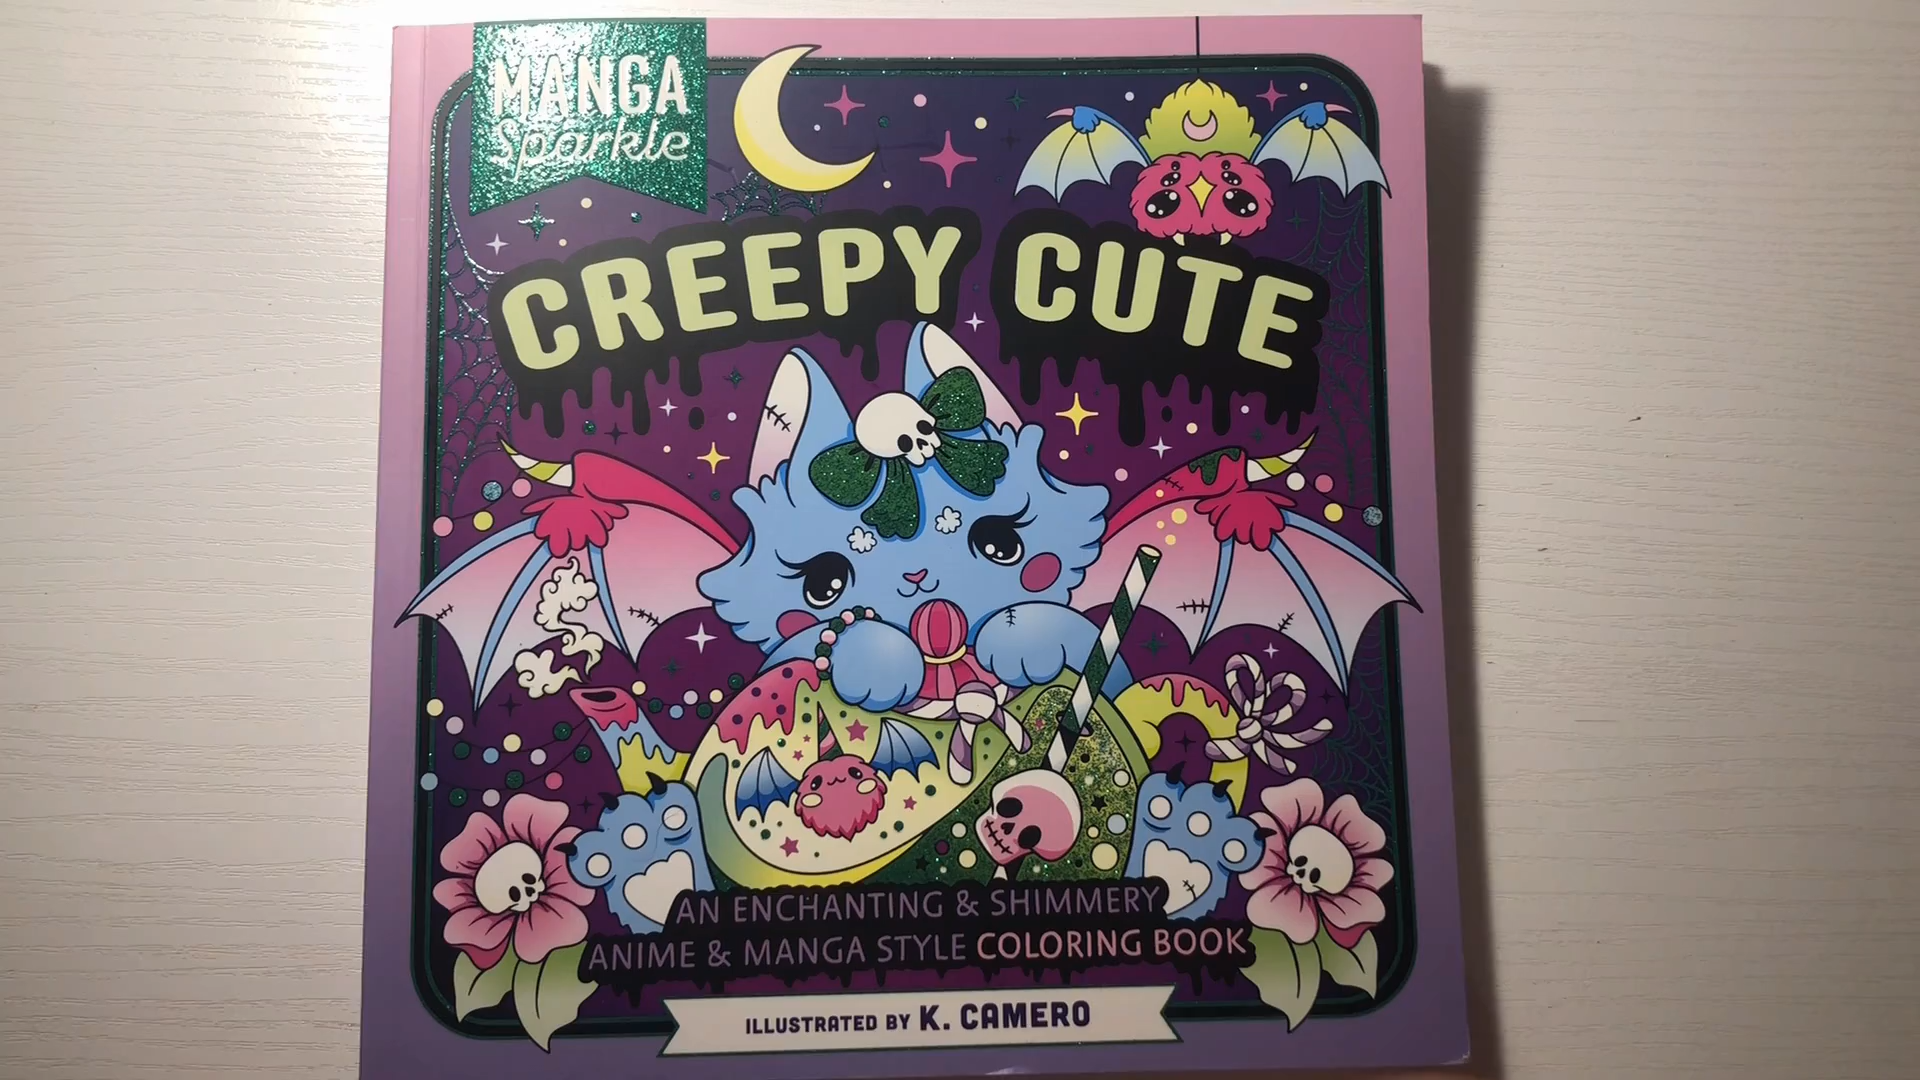 MANGA
Sparkle
CREEPY CUTE
AN ENCHANTING & SHIMMERY
ANIME & MANGA STYLE COLORING BOOK
ILLUSTRATED BY K. CAMERO